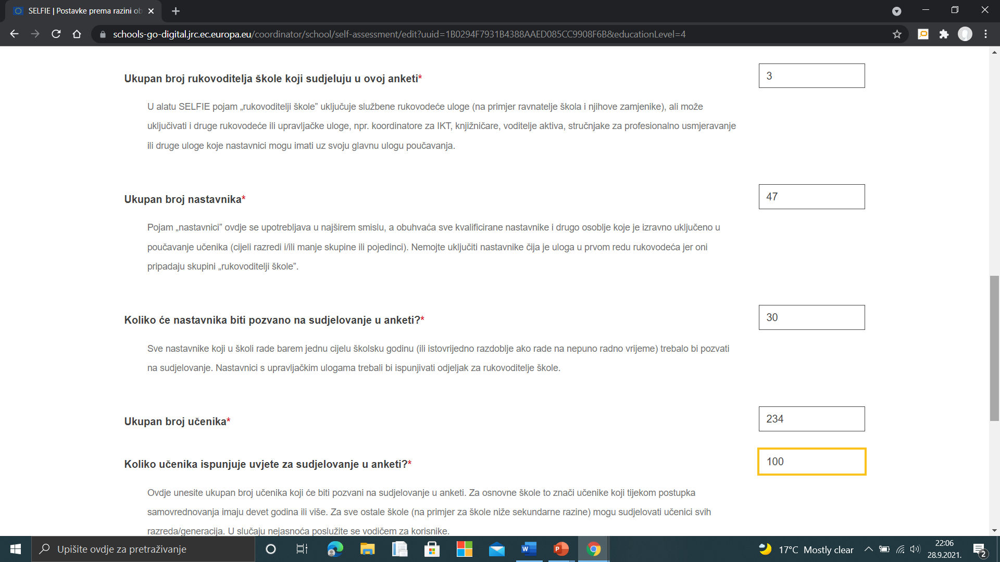 SELFIE | Postavke prema razini ob
schools-go-digital.jrc.ec.europa.eu/coordinator/school/self-assessment/edit?uuid=1B0294F7931B4388AAED085CC9908F6B&educationLevel=4
Ukupan broj rukovoditelja škole koji sudjeluju u ovoj anketi*
3
U alatu SELFIE pojam „rukovoditelji škole” uključuje službene rukovodeće uloge (na primjer ravnatelje škola i njihove zamjenike), ali može
uključivati i druge rukovodeće ili upravljačke uloge, npr. koordinatore za IKT, knjižničare, voditelje aktiva, stručnjake za profesionalno usmjeravanje
ili druge uloge koje nastavnici mogu imati uz svoju glavnu ulogu poučavanja.
Ukupan broj nastavnika*
47
Pojam „nastavnici” ovdje se upotrebljava u najširem smislu, a obuhvaća sve kvalificirane nastavnike i drugo osoblje koje je izravno uključeno u
poučavanje učenika (cijeli razredi i/ili manje skupine ili pojedinci). Nemojte uključiti nastavnike čija je uloga u prvom redu rukovodeća jer oni
pripadaju skupini „rukovoditelji škole”.
Koliko će nastavnika biti pozvano na sudjelovanje u anketi?*
30
Sve nastavnike koji u školi rade barem jednu cijelu školsku godinu (ili istovrijedno razdoblje ako rade na nepuno radno vrijeme) trebalo bi pozvati
na sudjelovanje. Nastavnici s upravljačkim ulogama trebali bi ispunjivati odjeljak za rukovoditelje škole.
Ukupan broj učenika*
234
Koliko učenika ispunjuje uvjete za sudjelovanje u anketi?*
100
Ovdje unesite ukupan broj učenika koji će biti pozvani na sudjelovanje u anketi. Za osnovne škole to znači učenike koji tijekom postupka
samovrednovanja imaju devet godina ili više. Za sve ostale škole (na primjer za škole niže sekundarne razine) mogu sudjelovati učenici svih
razreda/generacija. U slučaju nejasnoća poslužite se vodičem za korisnike.
Upišite ovdje za pretraživanje
W
P
17°C Mostly clear
22:06
28.9.2021.
2